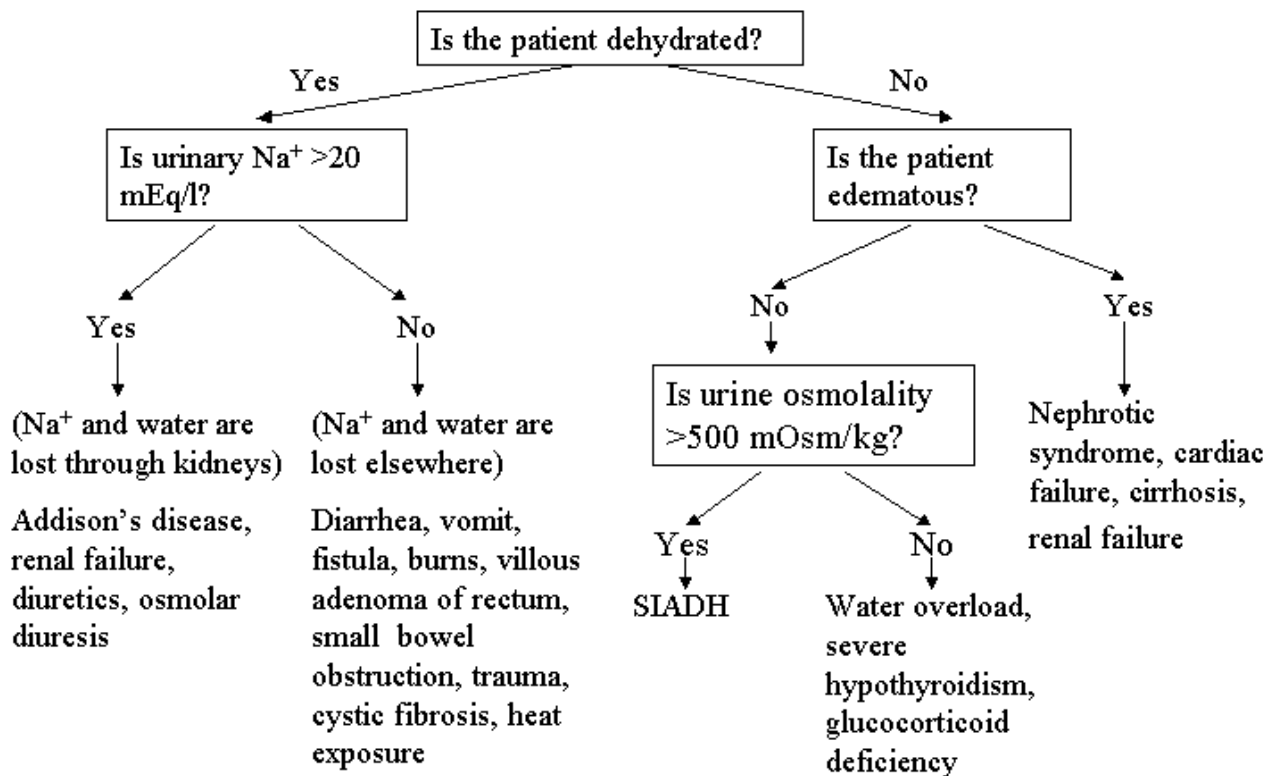 Is the patient dehydrated?
Yes
No
Is urinary Na⁺ >20
mEq/l?
Is the patient
edematous?
Yes
No
No
Yes
(Na⁺ and water are
lost through kidneys)
Addison's disease,
renal failure,
diuretics, osmolar
diuresis
(Na⁺ and water are
lost elsewhere)
Diarrhea, vomit,
fistula, burns, villous
adenoma of rectum,
small bowel
obstruction, trauma,
cystic fibrosis, heat
exposure
Is urine osmolality
>500 mOsm/kg?
Yes
No
SIADH
Water overload,
severe
hypothyroidism,
glucocorticoid
deficiency
Nephrotic
syndrome, cardiac
failure, cirrhosis,
renal failure